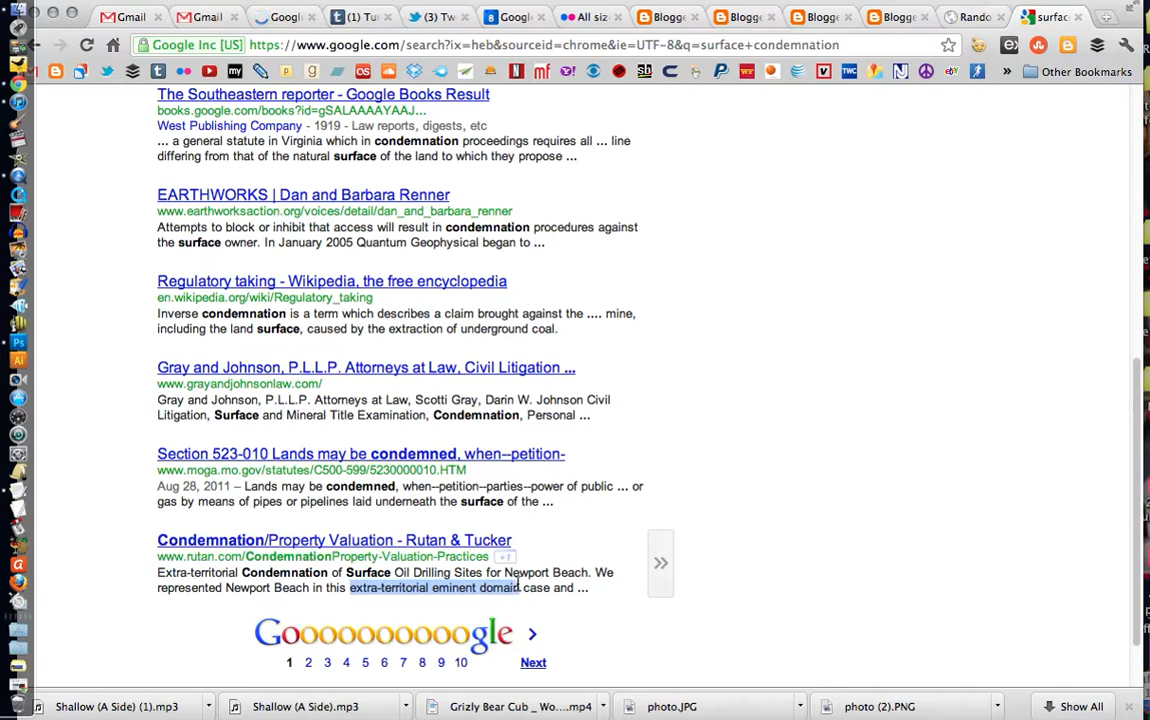 Gmail
Gmail
Googl
(1) Tu
(3) Tw
Googl
All size
Blogge
Blogge
Blogge
Blogge
Rando
surfac
Google Inc [US]
https://www.google.com/search?ix=heb&sourceid=chrome&ie=UTF-8&q=surface+condemnation
Other Bookmarks
The Southeastern reporter - Google Books Result
books.google.com/books?id=gSALAAAAYAAJ...
West Publishing Company - 1919 - Law reports, digests, etc
... a general statute in Virginia which in condemnation proceedings requires all ... line
differing from that of the natural surface of the land to which they propose ...
EARTHWORKS | Dan and Barbara Renner
www.earthworksaction.org/voices/detail/dan_and_barbara_renner
Attempts to block or inhibit that access will result in condemnation procedures against
the surface owner. In January 2005 Quantum Geophysical began to ...
Regulatory taking - Wikipedia, the free encyclopedia
en.wikipedia.org/wiki/Regulatory_taking
Inverse condemnation is a term which describes a claim brought against the .... mine,
including the land surface, caused by the extraction of underground coal.
Gray and Johnson, P.L.L.P. Attorneys at Law, Civil Litigation ...
www.grayandjohnsonlaw.com/
Gray and Johnson, P.L.L.P. Attorneys at Law, Scotti Gray, Darin W. Johnson Civil
Litigation, Surface and Mineral Title Examination, Condemnation, Personal ...
Section 523-010 Lands may be condemned, when--petition-
www.moga.mo.gov/statutes/C500-599/5230000010.HTM
Aug 28, 2011 – Lands may be condemned, when--petition--parties--power of public ... or
gas by means of pipes or pipelines laid underneath the surface of the ...
Condemnation/Property Valuation - Rutan & Tucker
www.rutan.com/CondemnationProperty-Valuation-Practices +1
Extra-territorial Condemnation of Surface Oil Drilling Sites for Newport Beach. We
represented Newport Beach in this extra-territorial eminent domain case and ...
Goooooooooogle
1 2 3 4 5 6 7 8 9 10 Next
Shallow (A Side) (1).mp3
Shallow (A Side).mp3
Grizly Bear Cub _ Wo....mp4
photo.JPG
photo (2).PNG
Show All